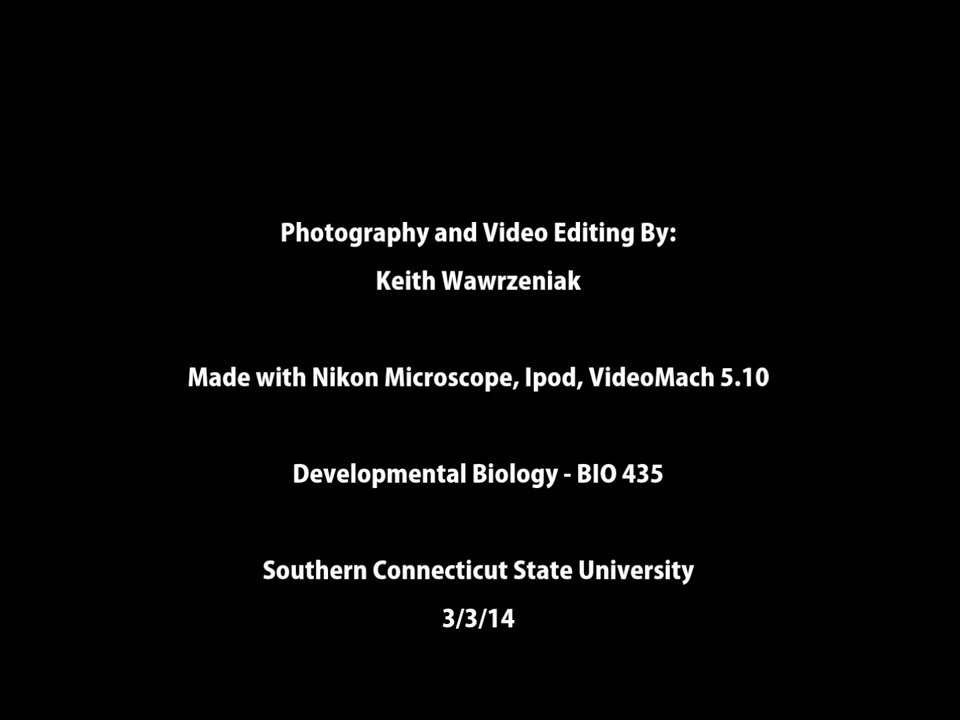 Photography and Video Editing By:
Keith Wawrzeniak
Made with Nikon Microscope, Ipod, VideoMach 5.10
Developmental Biology - BIO 435
Southern Connecticut State University
3/3/14